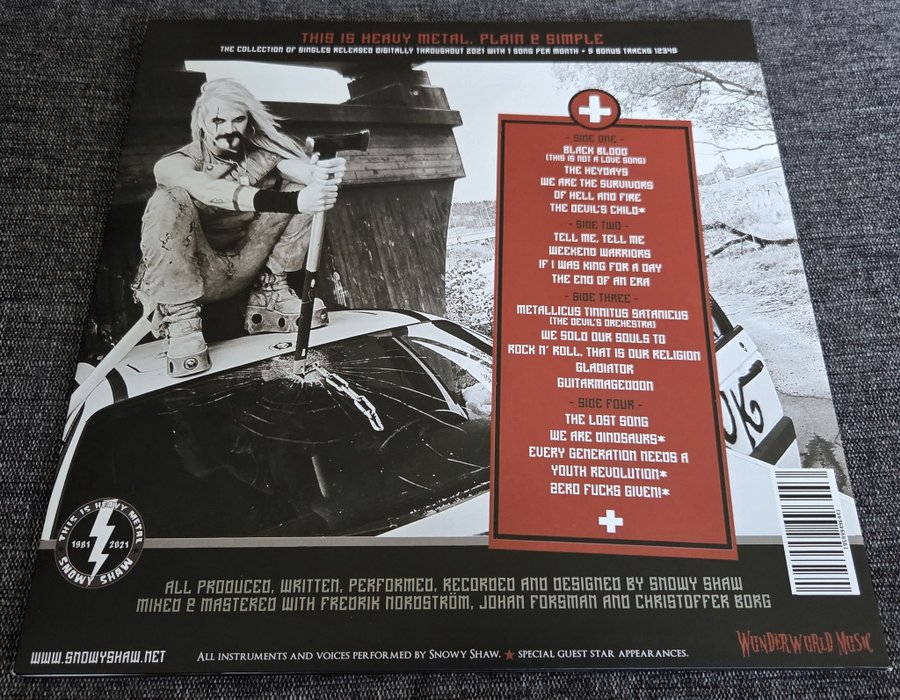 THIS IS HEAVY METAL, PLAIN & SIMPLE
THE COLLECTION OF SINGLES RELEASED DIGITALLY THROUGHOUT 2021 WITH 1 SONG PER MONTH + 5 BONUS TRACKS 12345
- SIDE ONE -
BLACK BLOOD
(THIS IS NOT A LOVE SONG)
THE HEYDAYS
WE ARE THE SURVIVORS
OF HELL AND FIRE
THE DEVIL'S CHILD*
- SIDE TWO -
TELL ME, TELL ME
WEEKEND WARRIORS
IF I WAS KING FOR A DAY
THE END OF AN ERA
- SIDE THREE -
METALLICUS TINNITUS SATANICUS
(THE DEVIL'S ORCHESTRA)
WE SOLD OUR SOULS TO
ROCK N' ROLL, THAT IS OUR RELIGION
GLADIATOR
GUITARMAGEDDON
- SIDE FOUR -
THE LOST SONG
WE ARE DINOSAURS*
EVERY GENERATION NEEDS A
YOUTH REVOLUTION*
ZERO FUCKS GIVEN!*
THIS IS HEAVY METAL
1981 2021
SNOWY SHAW
ALL PRODUCED, WRITTEN, PERFORMED, RECORDED AND DESIGNED BY SNOWY SHAW
MIXED & MASTERED WITH FREDRIK NORDSTRÖM, JOHAN FORSMAN AND CHRISTOFFER BORG
WWW.SNOWYSHAW.NET
ALL INSTRUMENTS AND VOICES PERFORMED BY SNOWY SHAW. ★ SPECIAL GUEST STAR APPEARANCES.
WÜNDERWORLD MUSIC